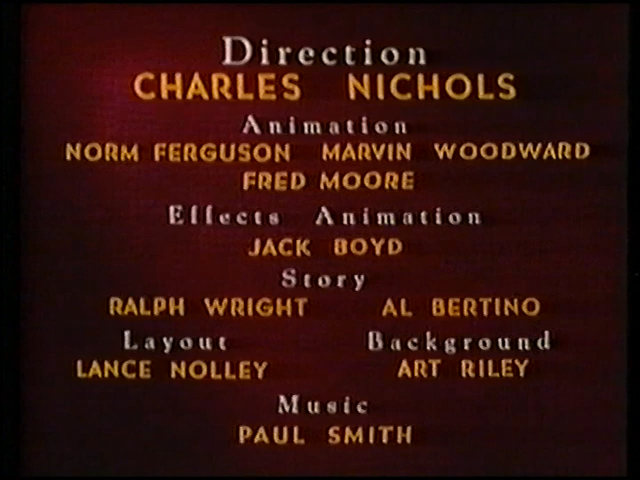 Direction
CHARLES NICHOLS
Animation
NORM FERGUSON MARVIN WOODWARD
FRED MOORE
Effects Animation
JACK BOYD
Story
RALPH WRIGHT AL BERTINO
Layout Background
LANCE NOLLEY ART RILEY
Music
PAUL SMITH